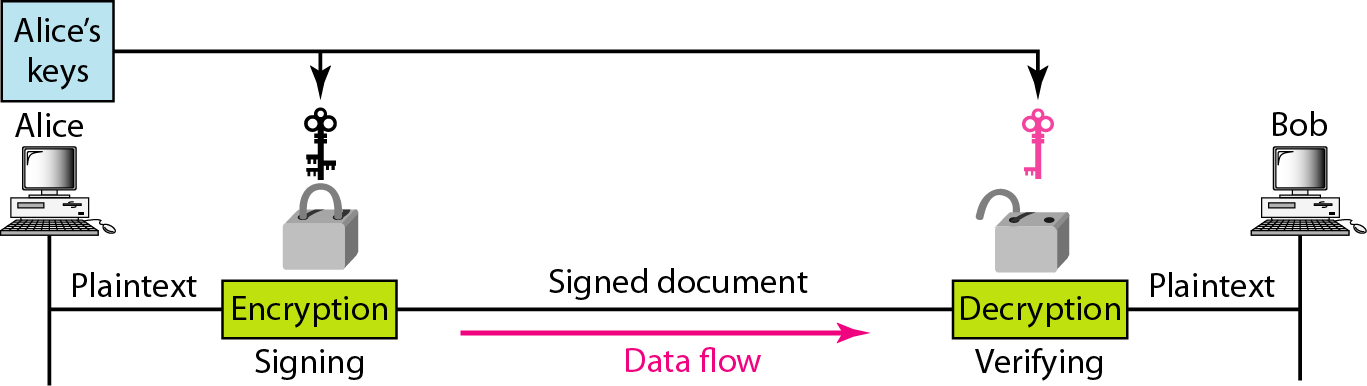 Alice’s
keys
Alice
Bob
Plaintext
Encryption
Signing
Signed document
Data flow
Decryption
Verifying
Plaintext